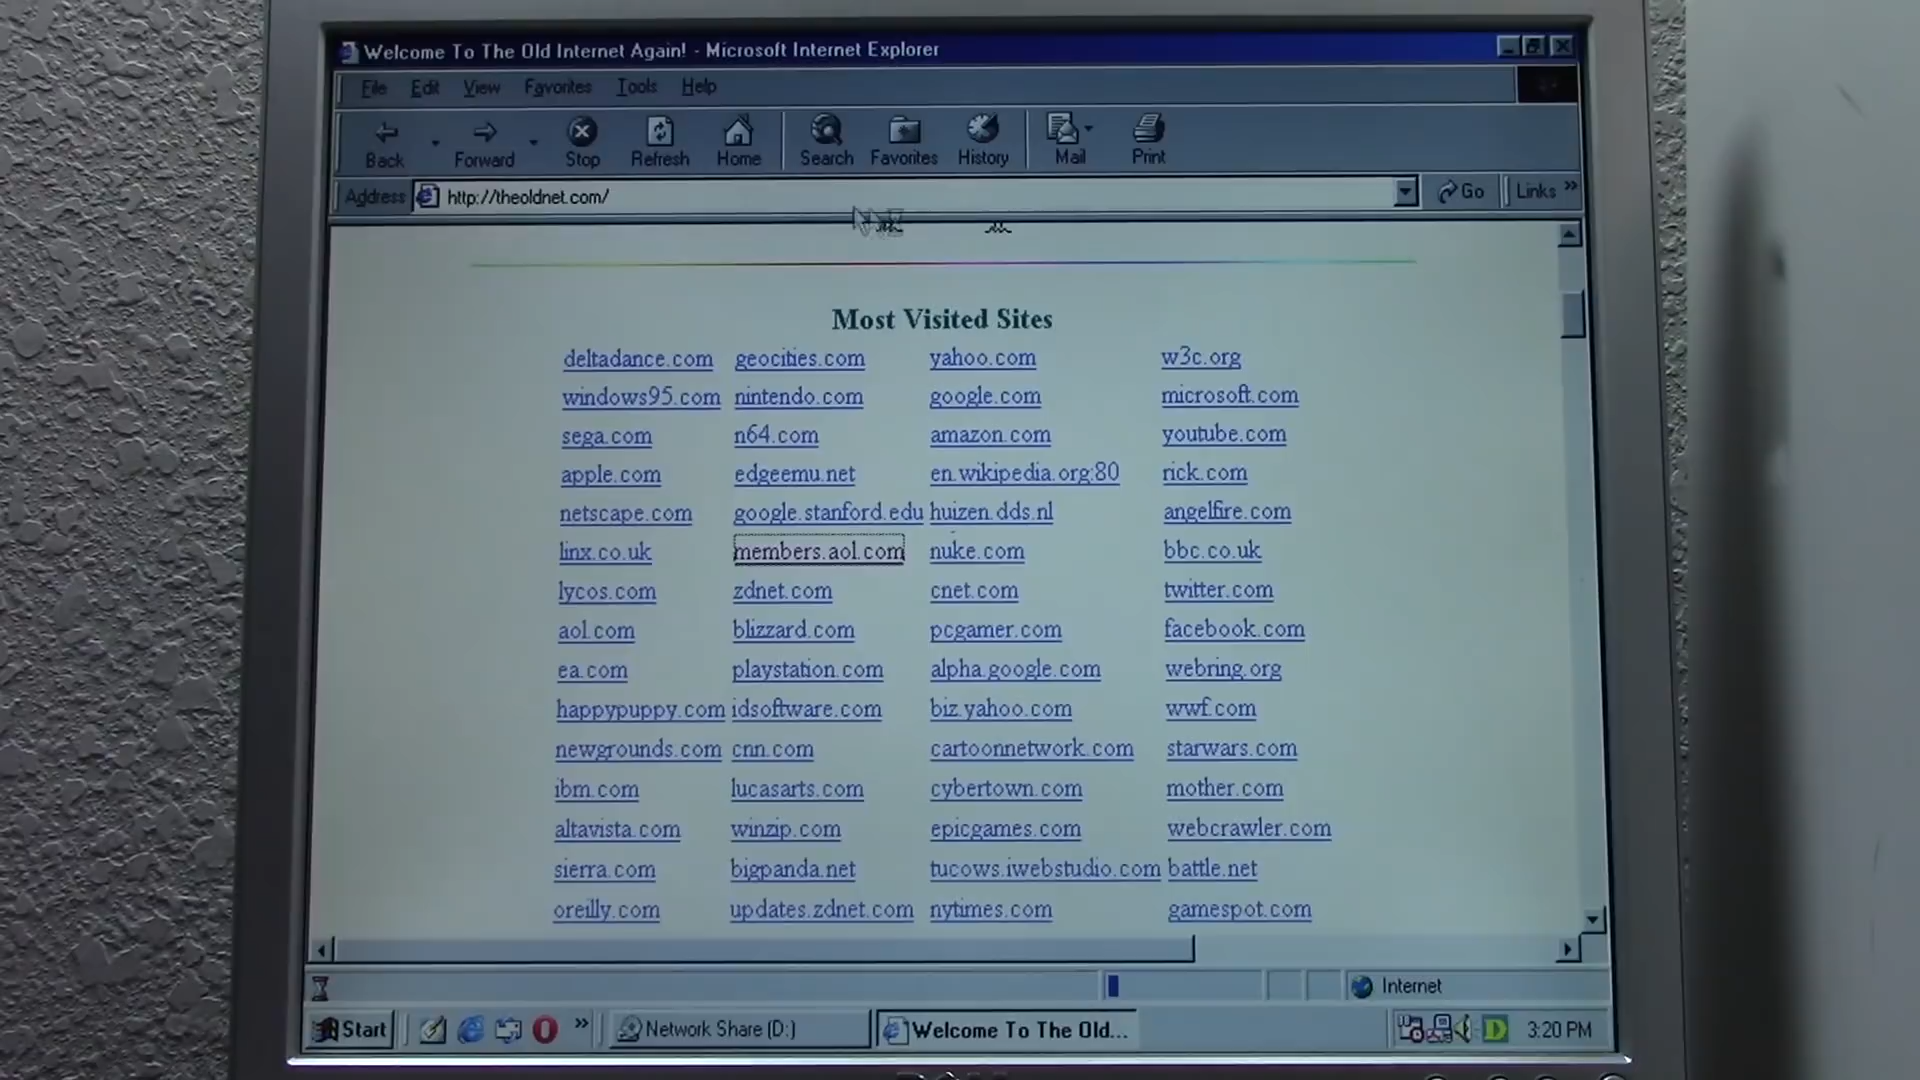 Welcome To The Old Internet Again! - Microsoft Internet Explorer
File Edit View Favorites Tools Help
Back Forward Stop Refresh Home Search Favorites History Mail Print
Address http://theoldnet.com/ Go Links »
Most Visited Sites
deltadance.com geocities.com yahoo.com w3c.org
windows95.com nintendo.com google.com microsoft.com
sega.com n64.com amazon.com youtube.com
apple.com edgeemu.net en.wikipedia.org:80 rick.com
netscape.com google.stanford.edu huizen.dds.nl angelfire.com
linx.co.uk members.aol.com nuke.com bbc.co.uk
lycos.com zdnet.com cnet.com twitter.com
aol.com blizzard.com pcgamer.com facebook.com
ea.com playstation.com alpha.google.com webring.org
happypuppy.com idsoftware.com biz.yahoo.com wwf.com
newgrounds.com cnn.com cartoonnetwork.com starwars.com
ibm.com lucasarts.com cybertown.com mother.com
altavista.com winzip.com epicgames.com webcrawler.com
sierra.com bigpanda.net tucows.iwebstudio.com battle.net
oreilly.com updates.zdnet.com nytimes.com gamespot.com
Internet
Start » Network Share (D:) Welcome To The Old... D 3:20 PM